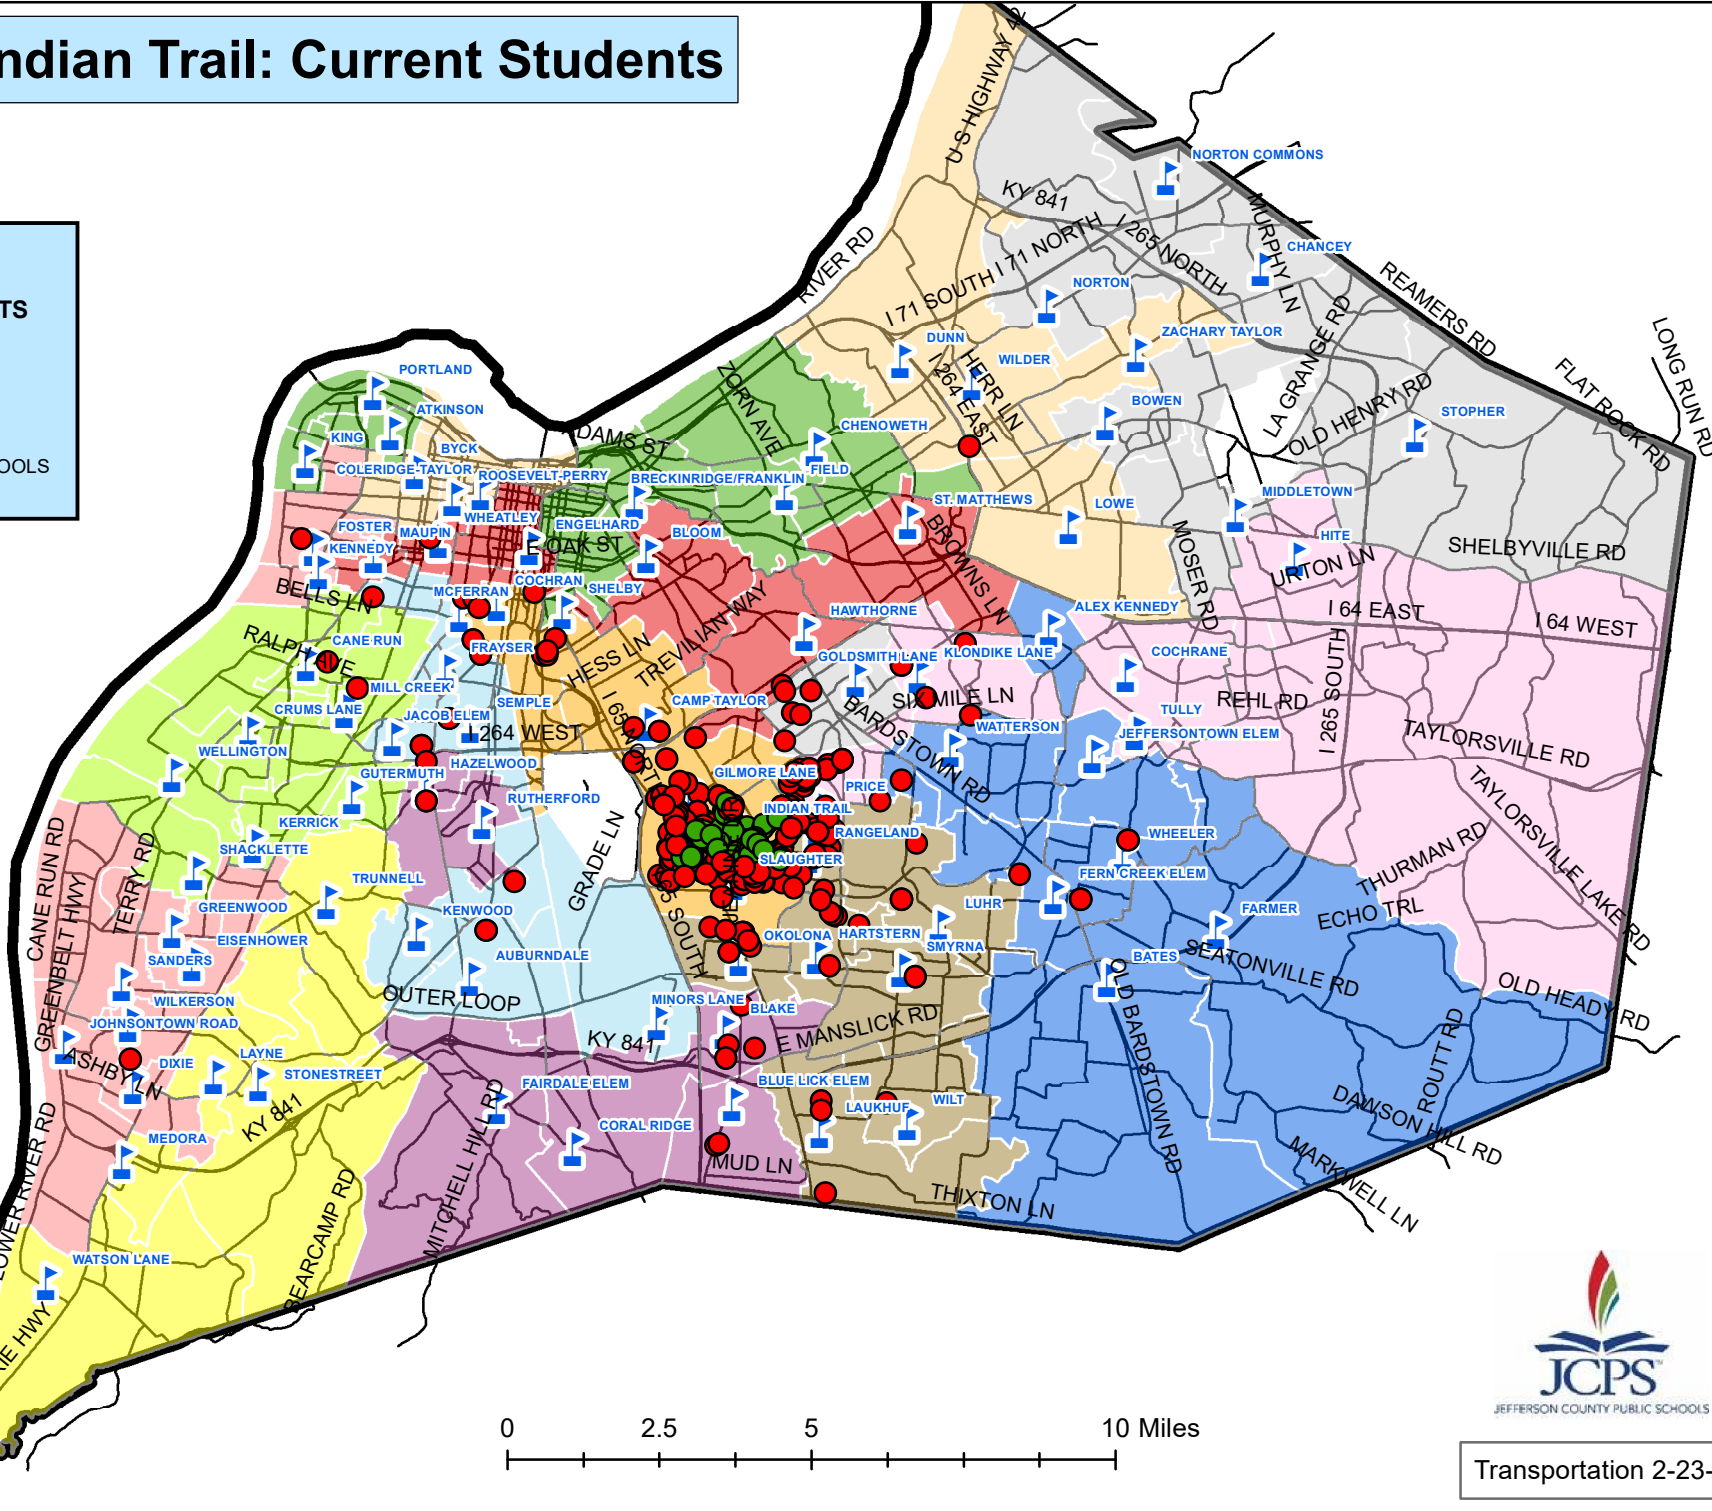 ndian Trail: Current Students
TS
OOLS
U S HIGHWAY 42
NORTON COMMONS
KY 841
MURPHY LN
CHANCEY
I 265 NORTH
I 71 NORTH
RIVER RD
I 71 SOUTH
NORTON
REAMERS RD
LONG RUN RD
ZACHARY TAYLOR
LA GRANGE RD
DUNN
WILDER
HERR LN
I 264 EAST
FLAT ROCK RD
PORTLAND
ZORN AVE
OLD HENRY RD
BOWEN
STOPHER
ATKINSON
KING
DAMS ST
CHENOWETH
BYCK
COLERIDGE-TAYLOR
ROOSEVELT-PERRY
BRECKINRIDGE/FRANKLIN
FIELD
ST. MATTHEWS
LOWE
MIDDLETOWN
FOSTER
MAUPIN
WHEATLEY
ENGELHARD
BLOOM
BROWNS LN
MOSER RD
HITE
SHELBYVILLE RD
KENNEDY
E OAK ST
URTON LN
BELLS LN
MCFERRAN
COCHRAN
SHELBY
HAWTHORNE
ALEX KENNEDY
I 64 EAST
I 64 WEST
RALPH AVE
CANE RUN
FRAYSER
HESS LN
TREVILIAN WAY
GOLDSMITH LANE
KLONDIKE LANE
COCHRANE
I 265 SOUTH
MILL CREEK
SEMPLE
CAMP TAYLOR
SIX MILE LN
REHL RD
CRUMS LANE
JACOB ELEM
I 264 WEST
I 65 NORTH
BARDSTOWN RD
WATTERSON
TULLY
JEFFERSONTOWN ELEM
TAYLORSVILLE RD
WELLINGTON
GUTERMUTH
HAZELWOOD
GILMORE LANE
PRICE
RUTHERFORD
INDIAN TRAIL
TAYLORSVILLE LAKE RD
CANE RUN RD
KERRICK
GRADE LN
RANGELAND
WHEELER
THURMAN RD
SHACKLETTE
SLAUGHTER
GREENBELT HWY
TERRY RD
TRUNNELL
FERN CREEK ELEM
GREENWOOD
KENWOOD
I 65 SOUTH
LUHR
FARMER
ECHO TRL
EISENHOWER
OKOLONA
HARTSTERN
SMYRNA
SANDERS
AUBURNDALE
BATES
SEATONVILLE RD
WILKERSON
OUTER LOOP
MINORS LANE
BLAKE
OLD HEADY RD
JOHNSONTOWN ROAD
KY 841
E MANSLICK RD
OLD BARDSTOWN RD
ROUTT RD
ASHBY LN
DIXIE
LAYNE
STONESTREET
FAIRDALE ELEM
BLUE LICK ELEM
KY 841
LAUKHUF
WILT
DAWSON HILL RD
LOWER RIVER RD
MEDORA
MITCHELL HILL RD
CORAL RIDGE
MUD LN
MARKWELL LN
BEARCAMP RD
THIXTON LN
WATSON LANE
IE HWY
JCPS
JEFFERSON COUNTY PUBLIC SCHOOLS
0 2.5 5 10 Miles
Transportation 2-23-